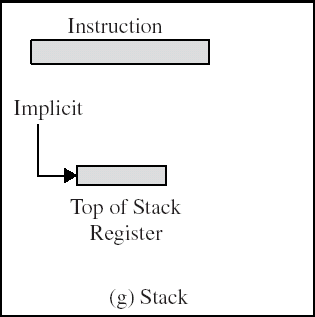 Instruction
Implicit
Top of Stack
Register
(g) Stack